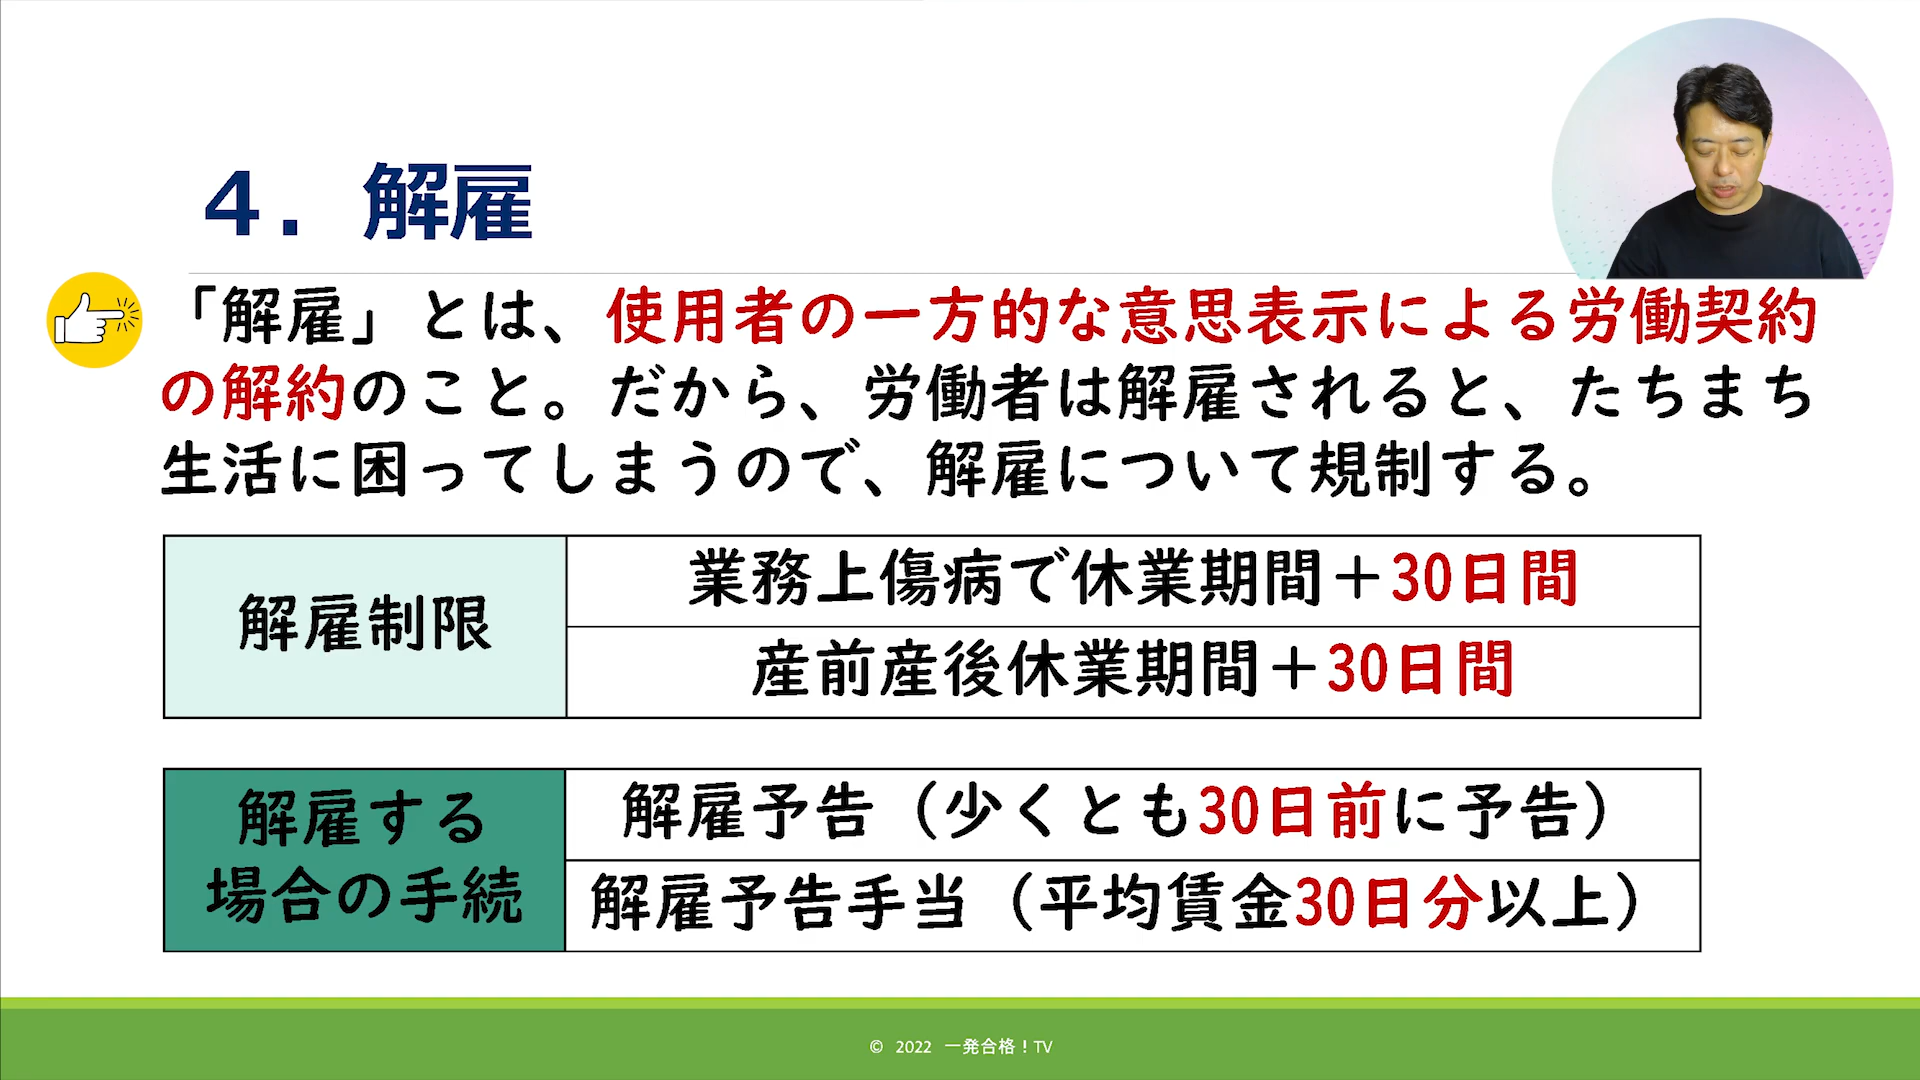 4. 解雇
「解雇」とは、使用者の一方的な意思表示による労働契約
の解約のこと。だから、労働者は解雇されると、たちまち
生活に困ってしまうので、解雇について規制する。
解雇制限
業務上傷病で休業期間＋30日間
産前産後休業期間＋30日間
解雇する
場合の手続
解雇予告（少くとも30日前に予告）
解雇予告手当（平均賃金30日分以上）
© 2022 一発合格！TV